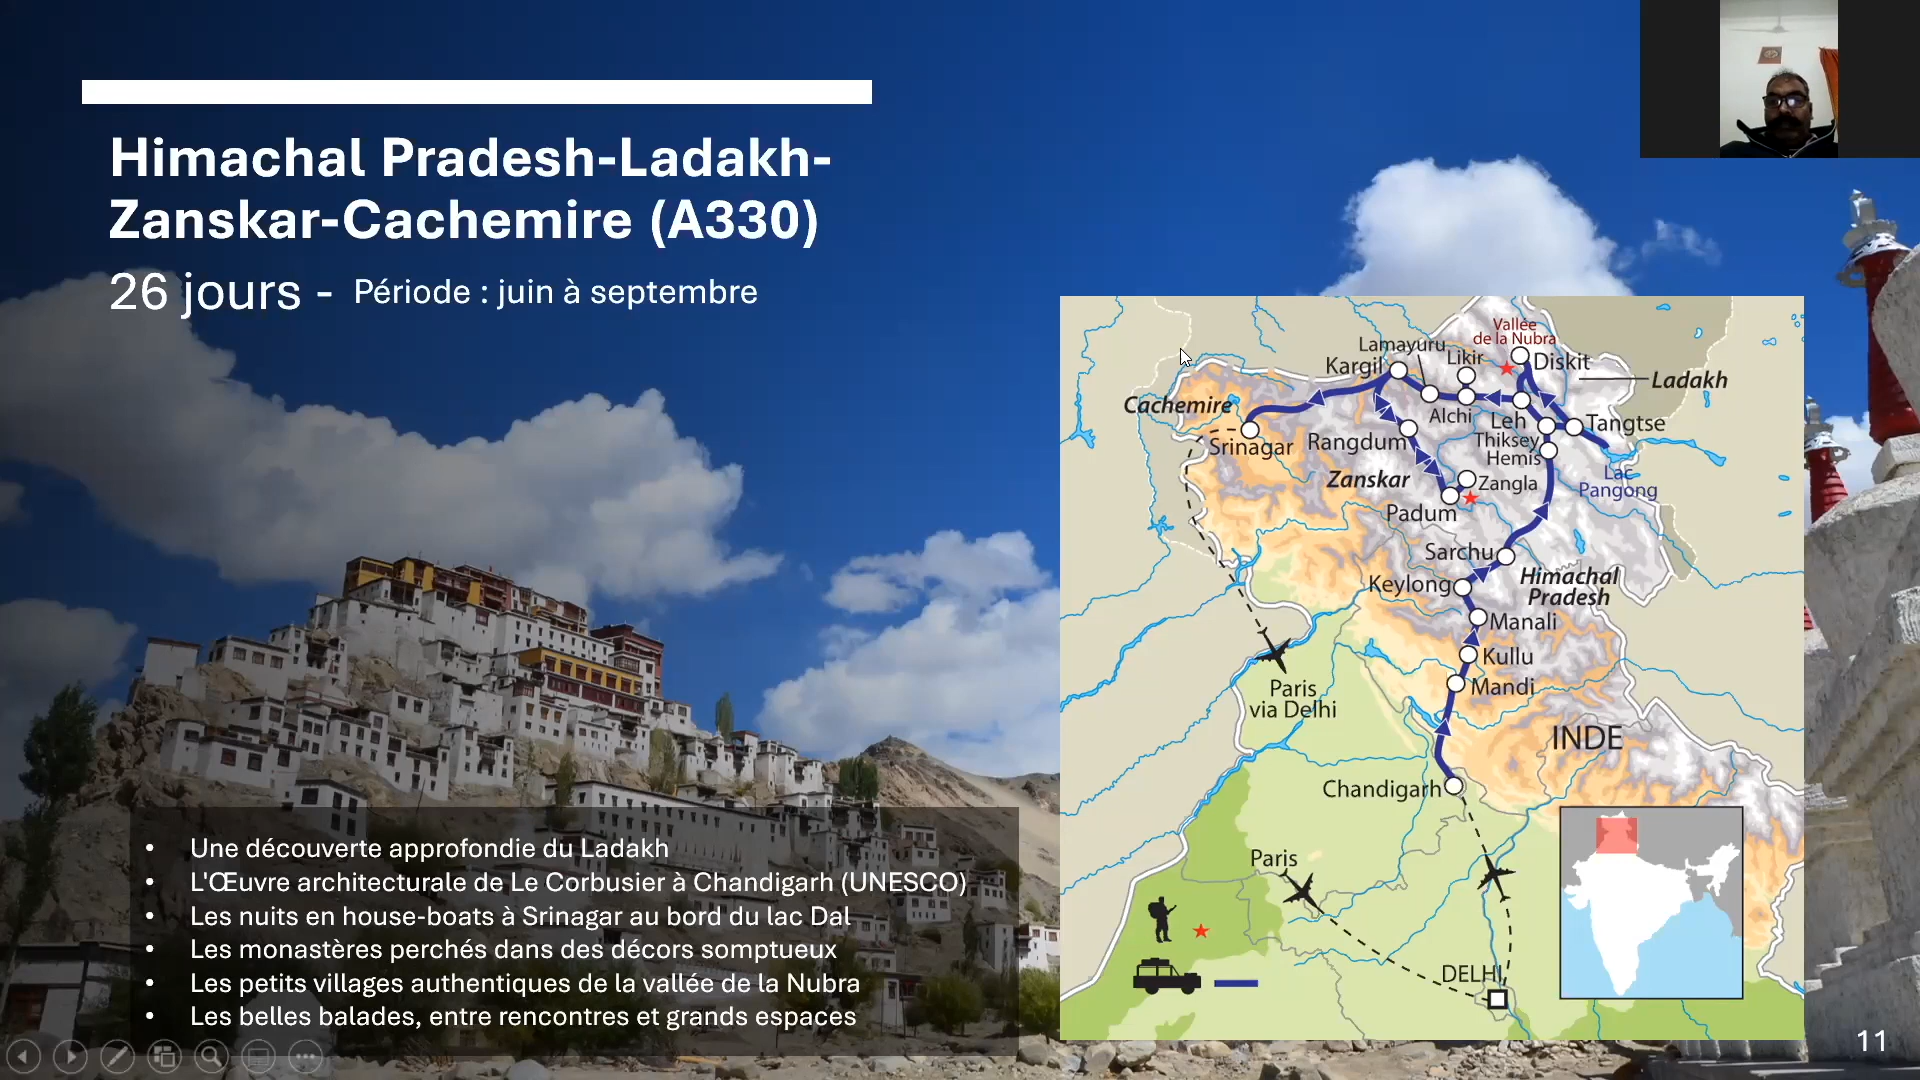 Himachal Pradesh-Ladakh-
Zanskar-Cachemire (A330)
26 jours - Période : juin à septembre
Vallée
de la Nubra
Lamayuru
Likir
Kargil
Diskit
Ladakh
Cachemire
Alchi
Leh
Tangtse
Srinagar
Rangdum
Thiksey
Hemis
Lac
Pangong
Zanskar
Zangla
Padum
Sarchu
Keylong
Himachal
Pradesh
Manali
Kullu
Mandi
Paris
via Delhi
INDE
Chandigarh
Paris
DELHI
• Une découverte approfondie du Ladakh
• L'Œuvre architecturale de Le Corbusier à Chandigarh (UNESCO)
• Les nuits en house-boats à Srinagar au bord du lac Dal
• Les monastères perchés dans des décors somptueux
• Les petits villages authentiques de la vallée de la Nubra
• Les belles balades, entre rencontres et grands espaces
11